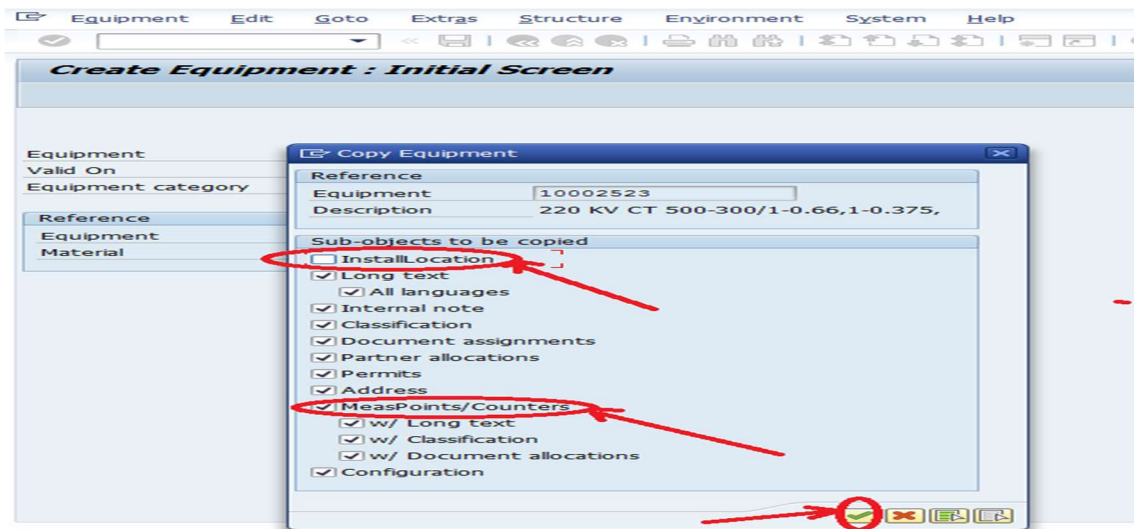 Equipment Edit Goto Extras Structure Environment System Help
Create Equipment : Initial Screen
Equipment
Valid On
Equipment category
Reference
Equipment
Material
Copy Equipment
Reference
Equipment 10002523
Description 220 KV CT 500-300/1-0.66,1-0.375,
Sub-objects to be copied
InstallLocation
Long text
All languages
Internal note
Classification
Document assignments
Partner allocations
Permits
Address
MeasPoints/Counters
w/ Long text
w/ Classification
w/ Document allocations
Configuration